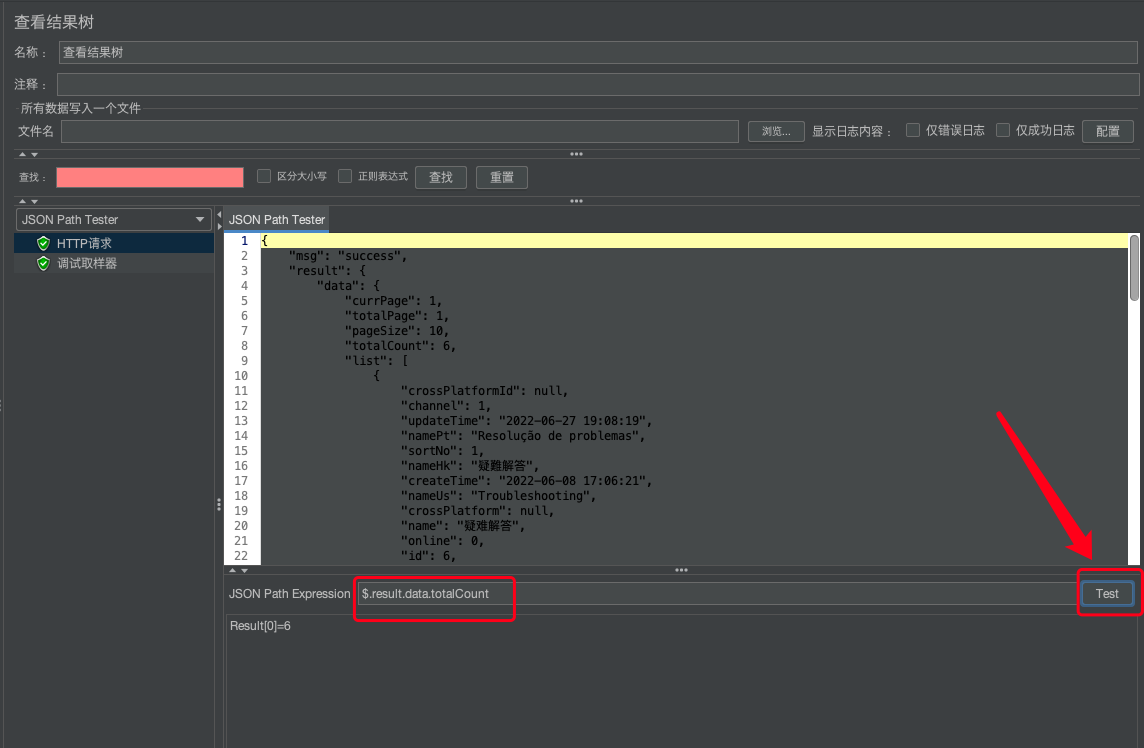 查看结果树
名称： 查看结果树
注释：
所有数据写入一个文件
文件名 浏览... 显示日志内容： 仅错误日志 仅成功日志 配置
查找： 区分大小写 正则表达式 查找 重置
JSON Path Tester
HTTP请求
调试取样器
JSON Path Tester
1 {
2 "msg": "success",
3 "result": {
4 "data": {
5 "currPage": 1,
6 "totalPage": 1,
7 "pageSize": 10,
8 "totalCount": 6,
9 "list": [
10 {
11 "crossPlatformId": null,
12 "channel": 1,
13 "updateTime": "2022-06-27 19:08:19",
14 "namePt": "Resolução de problemas",
15 "sortNo": 1,
16 "nameHk": "疑難解答",
17 "createTime": "2022-06-08 17:06:21",
18 "nameUs": "Troubleshooting",
19 "crossPlatform": null,
20 "name": "疑难解答",
21 "online": 0,
22 "id": 6,
JSON Path Expression $.result.data.totalCount Test
Result[0]=6